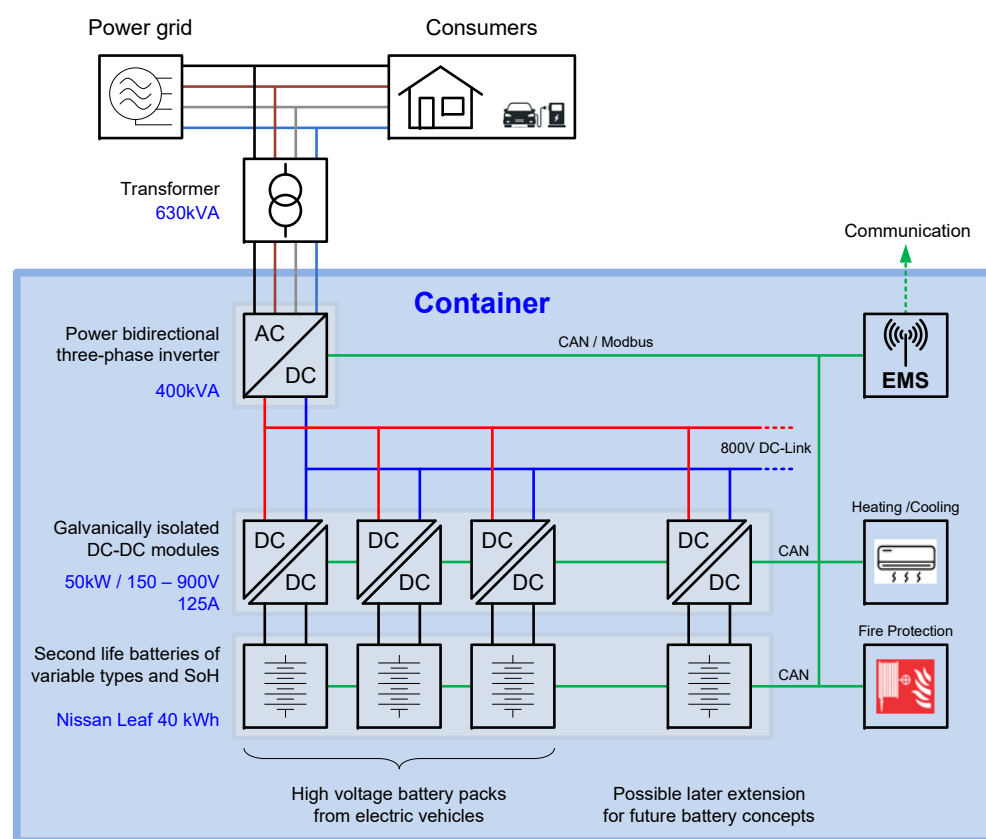 Power grid
Consumers
Transformer
630kVA
Communication
Container
Power bidirectional
three-phase inverter
400kVA
AC
DC
CAN / Modbus
EMS
800V DC-Link
Galvanically isolated
DC-DC modules
50kW / 150 – 900V
125A
DC
DC
DC
DC
DC
DC
DC
DC
CAN
Heating /Cooling
Second life batteries of
variable types and SoH
Nissan Leaf 40 kWh
CAN
Fire Protection
High voltage battery packs
from electric vehicles
Possible later extension
for future battery concepts